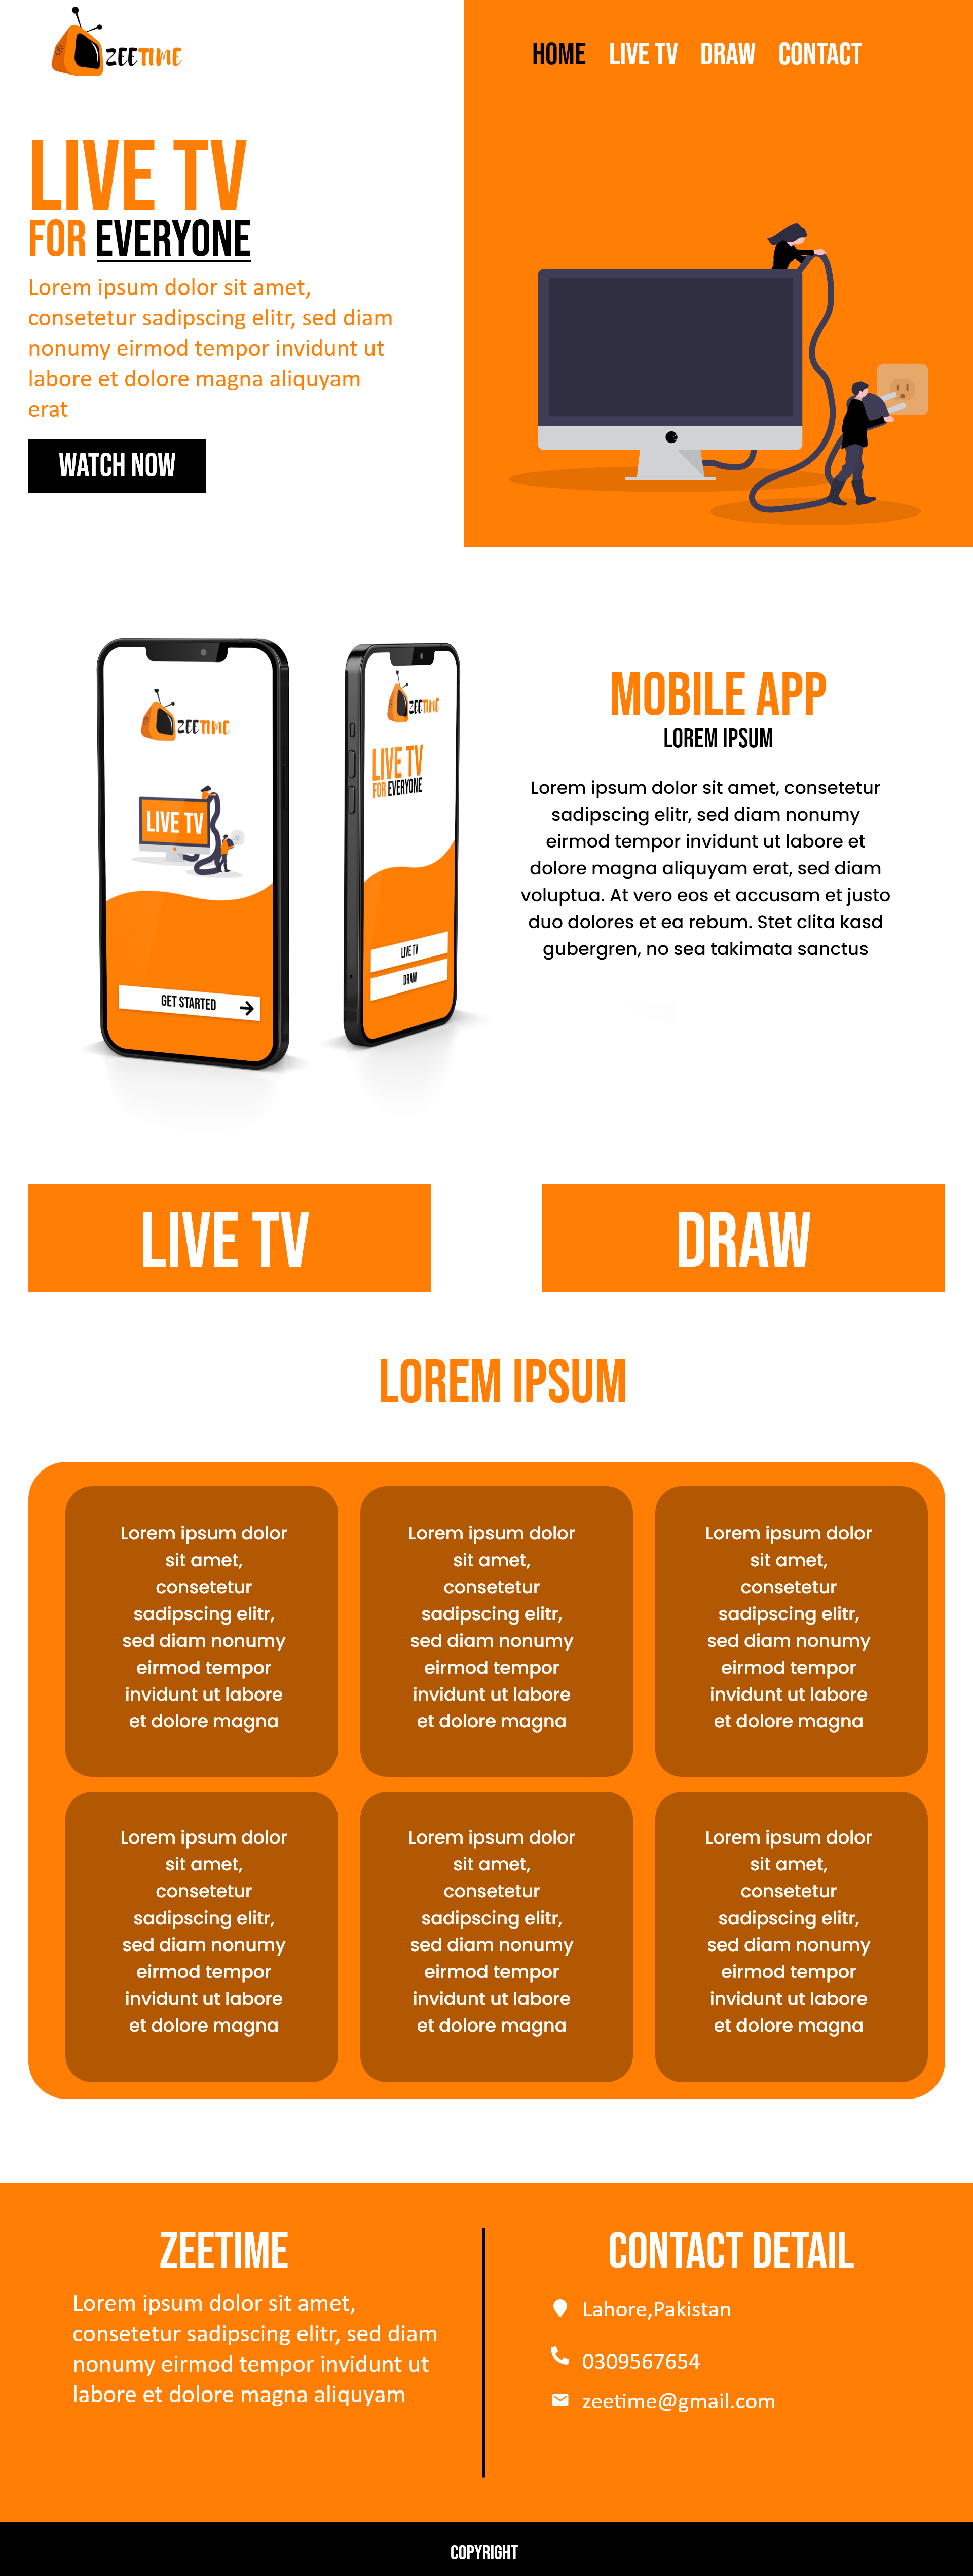 ZEETIME
HOME LIVE TV DRAW CONTACT
LIVE TV
FOR EVERYONE
Lorem ipsum dolor sit amet,
consetetur sadipscing elitr, sed diam
nonumy eirmod tempor invidunt ut
labore et dolore magna aliquyam
erat
WATCH NOW
ZEETIME
LIVE TV
GET STARTED
ZEETIME
LIVE TV
FOR EVERYONE
LIVE TV
DRAW
MOBILE APP
LOREM IPSUM
Lorem ipsum dolor sit amet, consetetur
sadipscing elitr, sed diam nonumy
eirmod tempor invidunt ut labore et
dolore magna aliquyam erat, sed diam
voluptua. At vero eos et accusam et justo
duo dolores et ea rebum. Stet clita kasd
gubergren, no sea takimata sanctus
LIVE TV
DRAW
LOREM IPSUM
Lorem ipsum dolor
sit amet,
consetetur
sadipscing elitr,
sed diam nonumy
eirmod tempor
invidunt ut labore
et dolore magna
Lorem ipsum dolor
sit amet,
consetetur
sadipscing elitr,
sed diam nonumy
eirmod tempor
invidunt ut labore
et dolore magna
Lorem ipsum dolor
sit amet,
consetetur
sadipscing elitr,
sed diam nonumy
eirmod tempor
invidunt ut labore
et dolore magna
Lorem ipsum dolor
sit amet,
consetetur
sadipscing elitr,
sed diam nonumy
eirmod tempor
invidunt ut labore
et dolore magna
Lorem ipsum dolor
sit amet,
consetetur
sadipscing elitr,
sed diam nonumy
eirmod tempor
invidunt ut labore
et dolore magna
Lorem ipsum dolor
sit amet,
consetetur
sadipscing elitr,
sed diam nonumy
eirmod tempor
invidunt ut labore
et dolore magna
ZEETIME
Lorem ipsum dolor sit amet,
consetetur sadipscing elitr, sed diam
nonumy eirmod tempor invidunt ut
labore et dolore magna aliquyam
CONTACT DETAIL
Lahore,Pakistan
0309567654
zeetime@gmail.com
COPYRIGHT